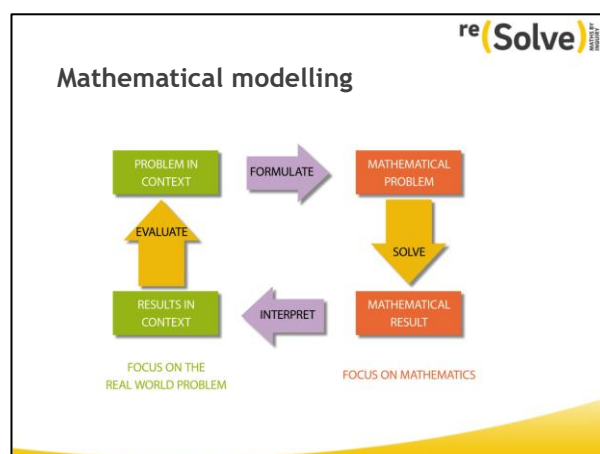 re(Solve)
MATHS BY
INQUIRY
Mathematical modelling
PROBLEM IN
CONTEXT
FORMULATE
MATHEMATICAL
PROBLEM
EVALUATE
SOLVE
RESULTS IN
CONTEXT
INTERPRET
MATHEMATICAL
RESULT
FOCUS ON THE
REAL WORLD PROBLEM
FOCUS ON MATHEMATICS